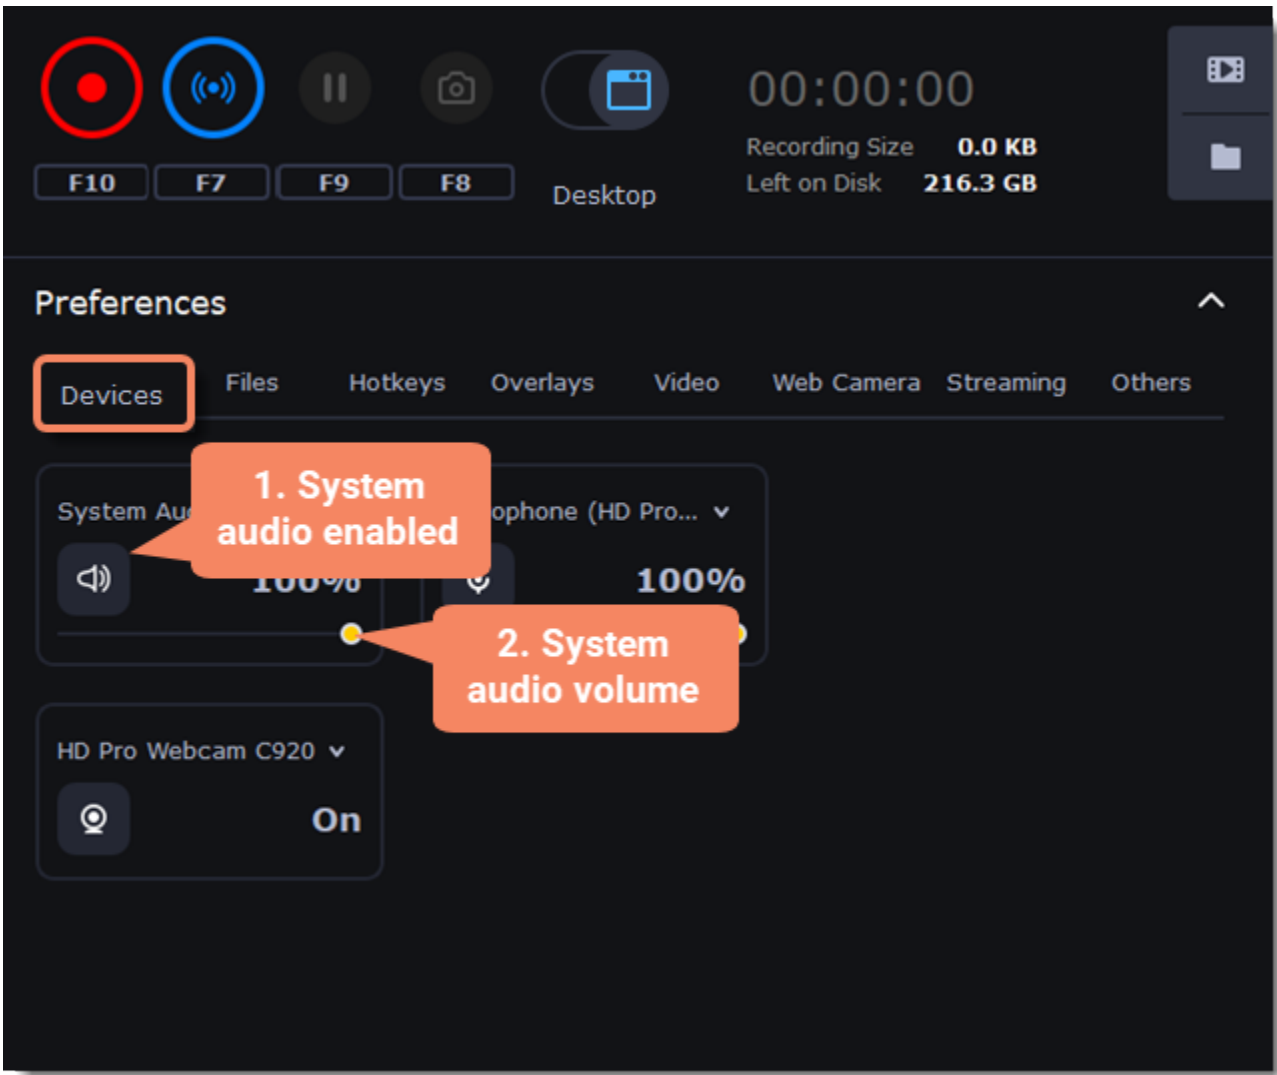 00:00:00
Recording Size 0.0 KB
Left on Disk 216.3 GB
F10 F7 F9 F8
Desktop
Preferences
Devices Files Hotkeys Overlays Video Web Camera Streaming Others
1. System
audio enabled
System
(HD Pro...
100% 100%
2. System
audio volume
HD Pro Webcam C920
On